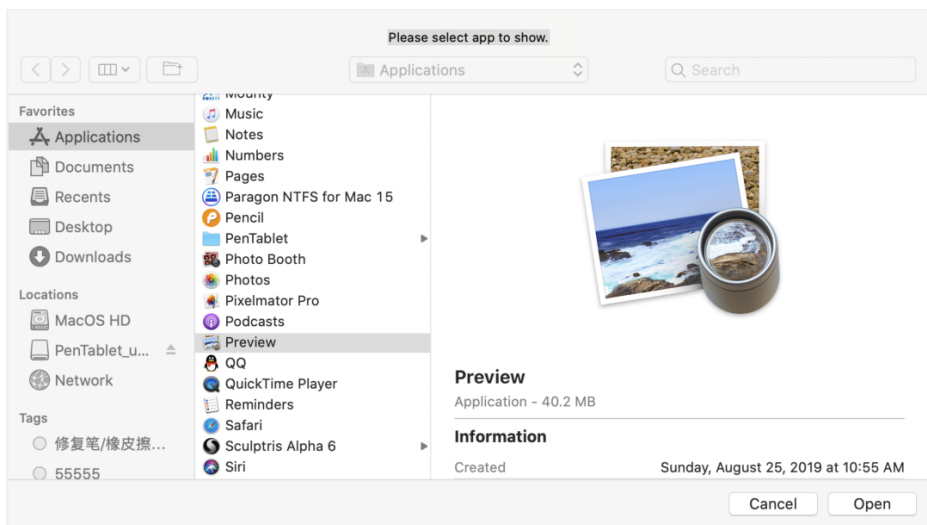 Please select app to show.
Applications
Search
Favorites
Applications
Documents
Recents
Desktop
Downloads
Locations
MacOS HD
PenTablet_u...
Network
Tags
修复笔/橡皮擦...
55555
Mounty
Music
Notes
Numbers
Pages
Paragon NTFS for Mac 15
Pencil
PenTablet
Photo Booth
Photos
Pixelmator Pro
Podcasts
Preview
QQ
QuickTime Player
Reminders
Safari
Sculptris Alpha 6
Siri
Preview
Application - 40.2 MB
Information
Created Sunday, August 25, 2019 at 10:55 AM
Cancel Open